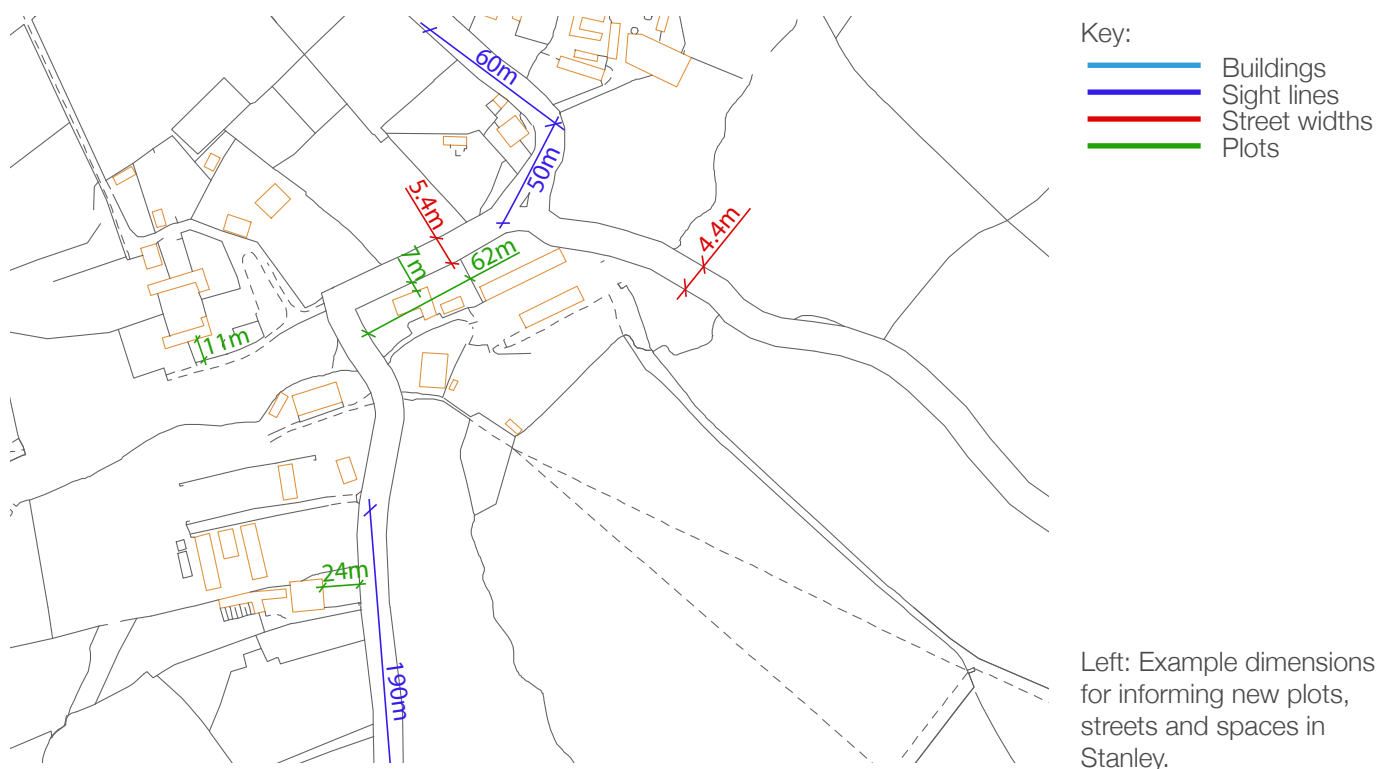 60m
50m
5.4m
4.4m
7m
62m
11m
24m
190m
Key:
Buildings
Sight lines
Street widths
Plots
Left: Example dimensions
for informing new plots,
streets and spaces in
Stanley.